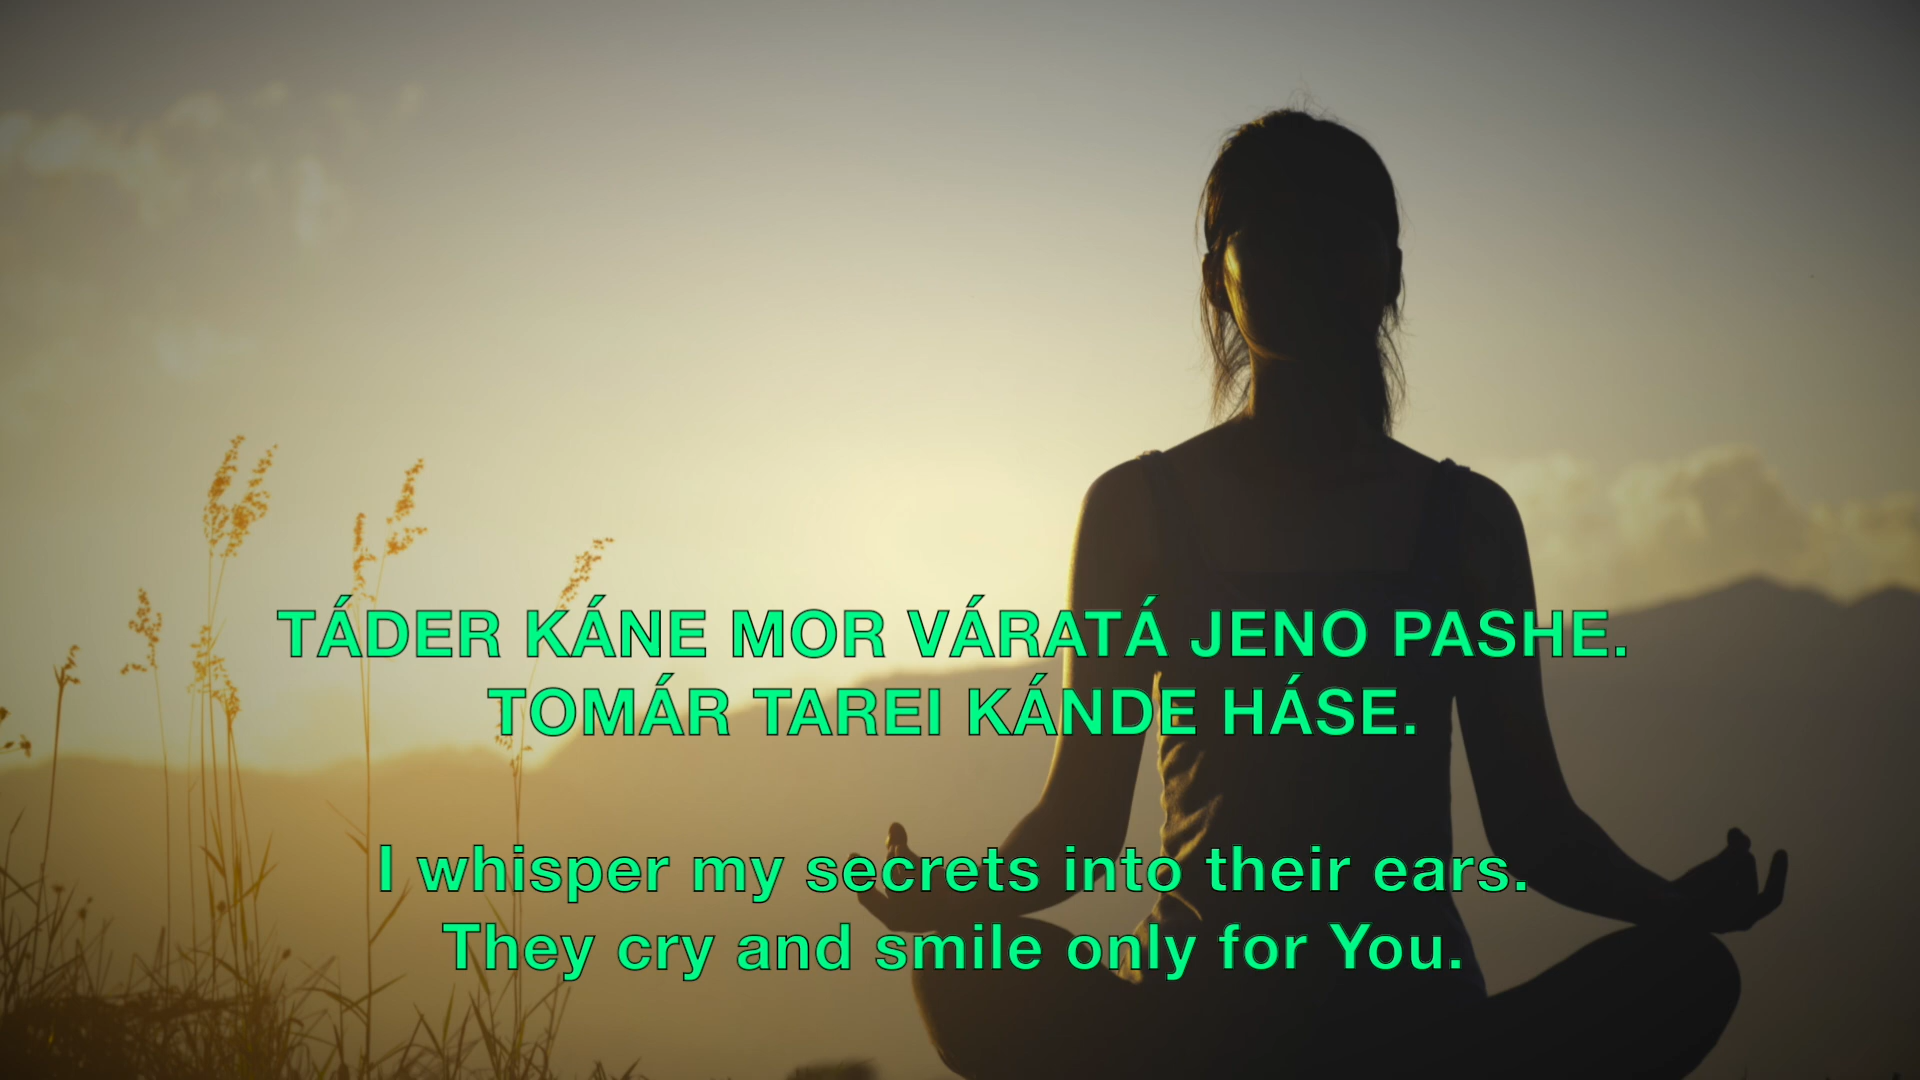 TÁDER KÁNE MOR VÁRATÁ JENO PASHE.
TOMÁR TAREI KÁNDE HÁSE.
I whisper my secrets into their ears.
They cry and smile only for You.